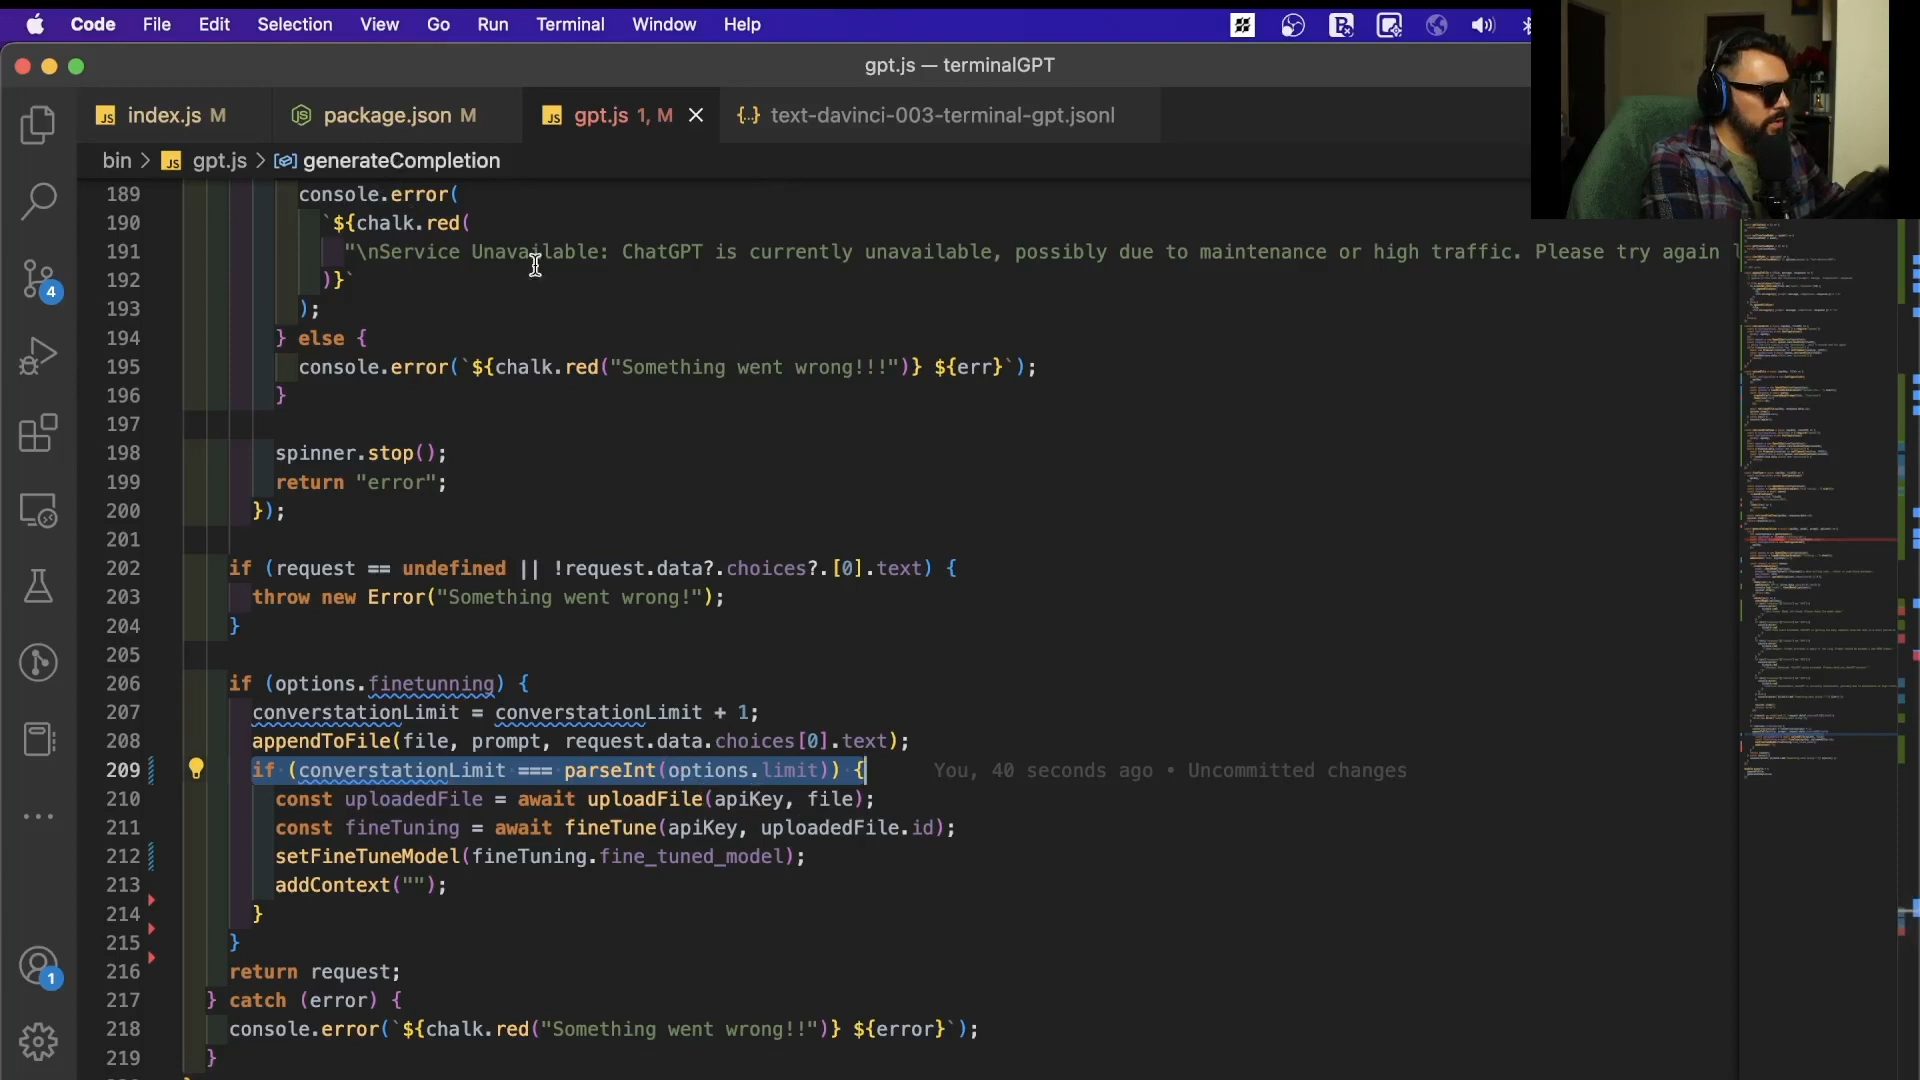 Code File Edit Selection View Go Run Terminal Window Help
gpt.js — terminalGPT
index.js M package.json M gpt.js 1, M text-davinci-003-terminal-gpt.jsonl
bin > gpt.js > generateCompletion
189 console.error(
190 `${chalk.red(
191 "\nService Unavailable: ChatGPT is currently unavailable, possibly due to maintenance or high traffic. Please try again
192 )}`
193 );
194 } else {
195 console.error(`${chalk.red("Something went wrong!!!")} ${err}`);
196 }
197
198 spinner.stop();
199 return "error";
200 });
201
202 if (request == undefined || !request.data?.choices?.[0].text) {
203 throw new Error("Something went wrong!");
204 }
205
206 if (options.finetunning) {
207 converstationLimit = converstationLimit + 1;
208 appendToFile(file, prompt, request.data.choices[0].text);
209 if (converstationLimit === parseInt(options.limit)) { You, 40 seconds ago • Uncommitted changes
210 const uploadedFile = await uploadFile(apiKey, file);
211 const fineTuning = await fineTune(apiKey, uploadedFile.id);
212 setFineTuneModel(fineTuning.fine_tuned_model);
213 addContext("");
214 }
215 }
216 return request;
217 } catch (error) {
218 console.error(`${chalk.red("Something went wrong!!")} ${error}`);
219 }
4
1